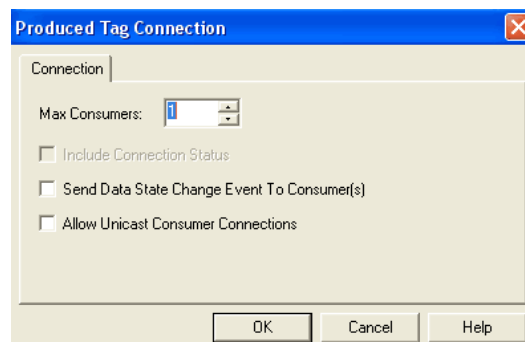 Produced Tag Connection
Connection
Max Consumers: 1
Include Connection Status
Send Data State Change Event To Consumer(s)
Allow Unicast Consumer Connections
OK Cancel Help